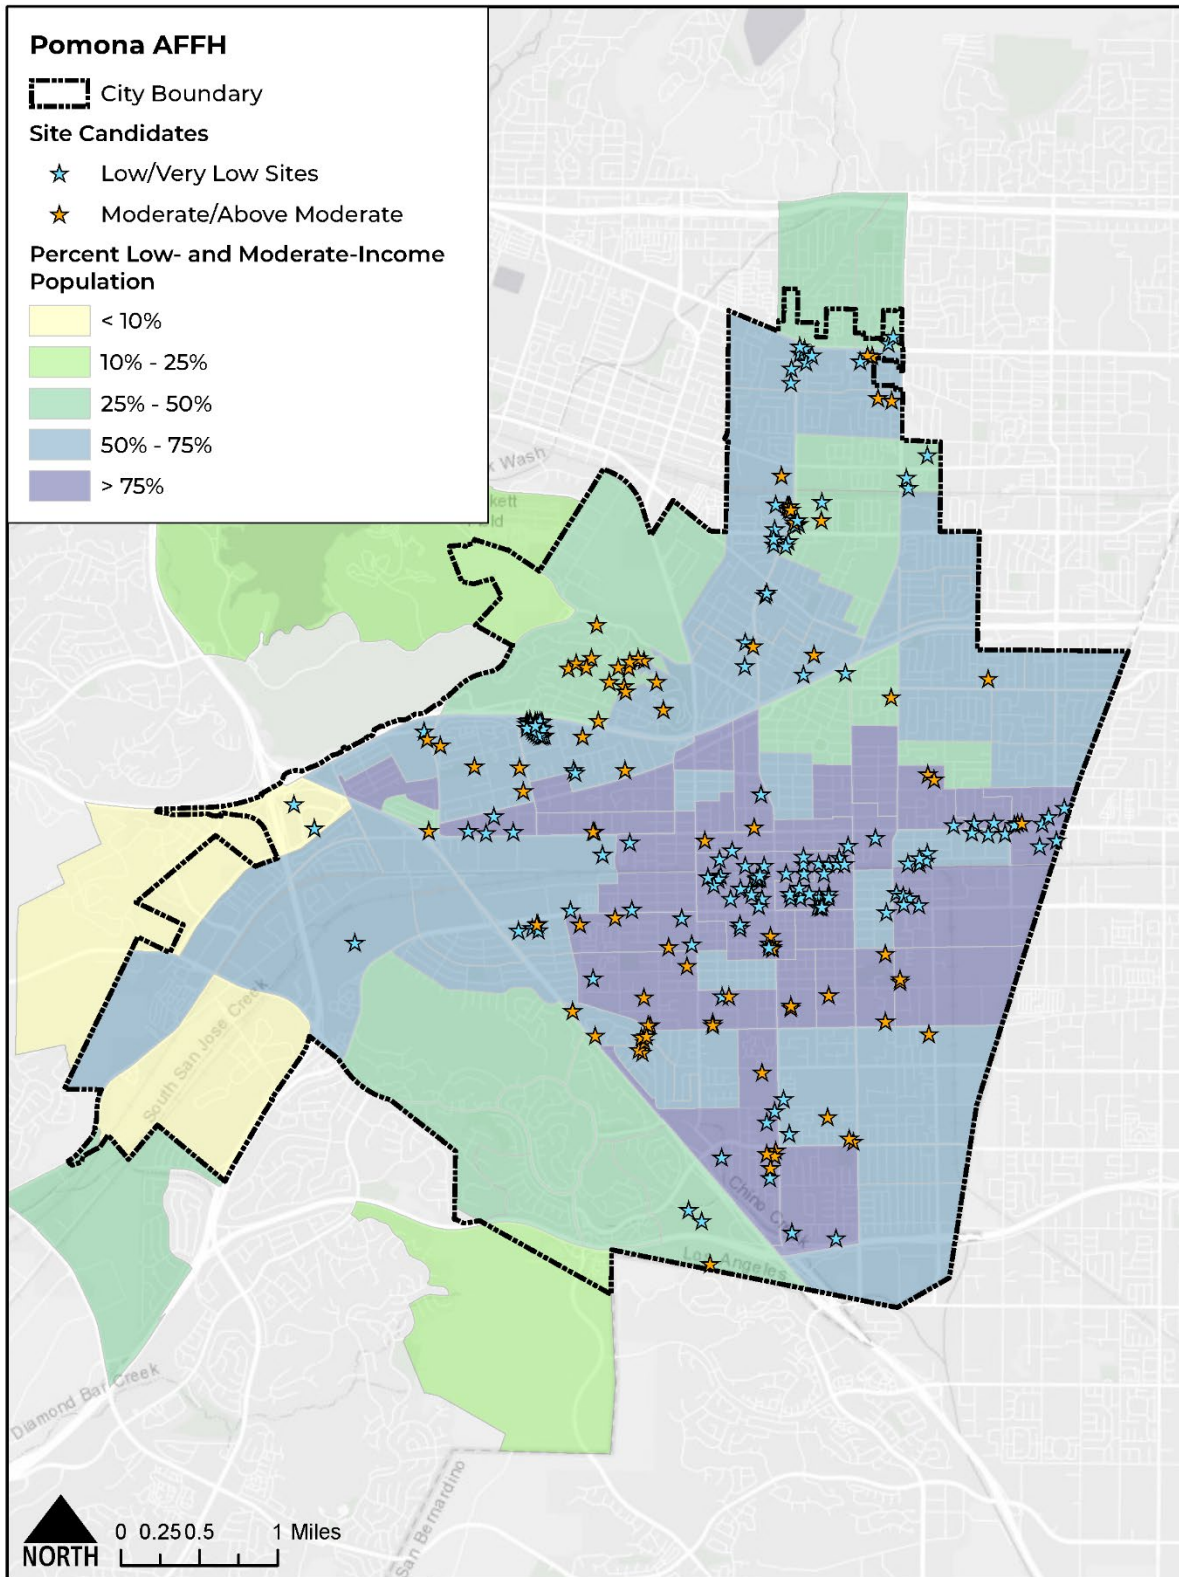 Pomona AFFH
City Boundary
Site Candidates
Low/Very Low Sites
Moderate/Above Moderate
Percent Low- and Moderate-Income
Population
< 10%
10% - 25%
25% - 50%
50% - 75%
> 75%
Wash
South San Jose Creek
Chino Creek
Los Angeles
Diamond Bar Creek
San Bernardino
NORTH
0 0.25 0.5 1 Miles